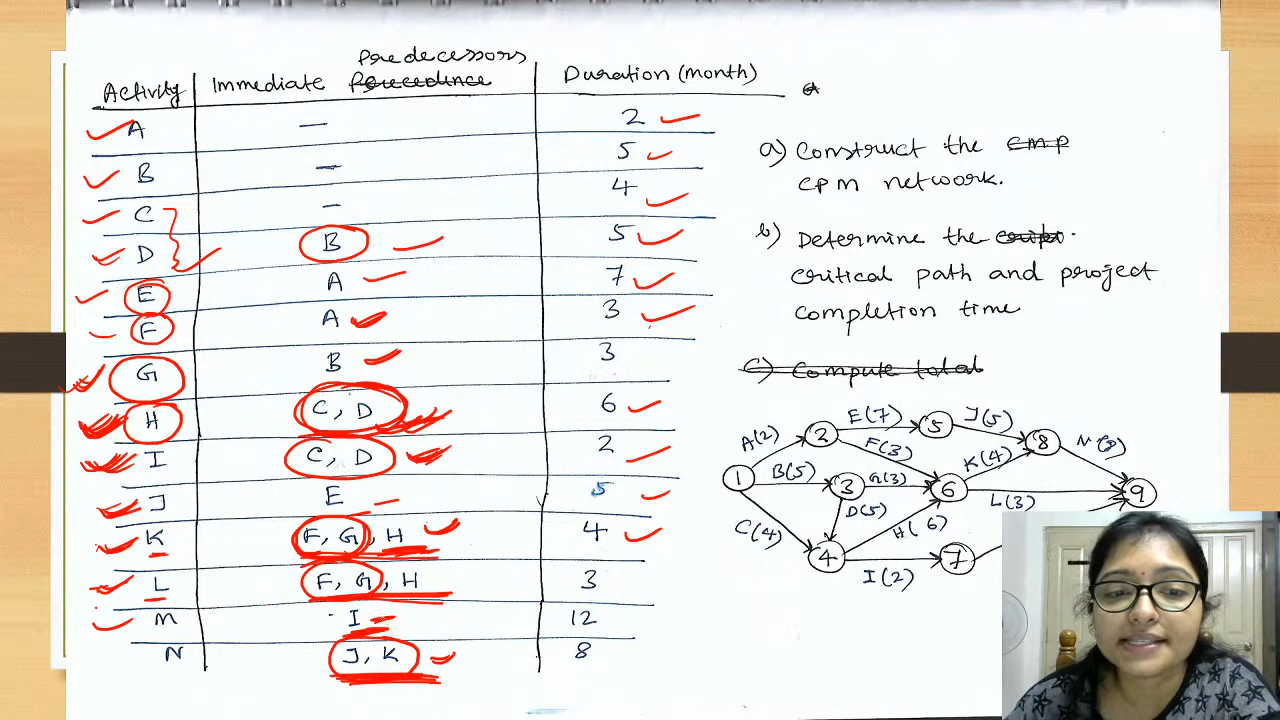 Predecessors
Activity Immediate Precedence Duration (month)
A — 2
B — 5
C — 4
D B 5
E A 7
F A 3
G B 3
H C, D 6
I C, D 2
J E 5
K F, G, H 4
L F, G, H 3
M I 12
N J, K 8
a) Construct the cmp
CPM network.
b) Determine the
critical path and project
completion time
c) Compute total
A(2) E(7) J(5)
2 5 8
F(3) K(4) N(8)
1 B(5) 3 G(3) 6 L(3) 9
C(4) D(5) H(6)
4 I(2) 7